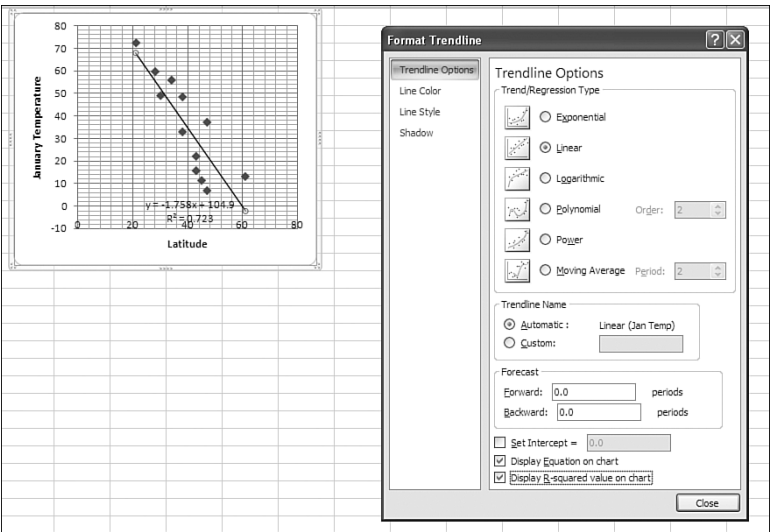 80
70
60
50
40
30
20
10
0
-10
January Temperature
y = -1.758x + 104.9
R² = 0.723
0 20 40 60 80
Latitude
Format Trendline
Trendline Options
Line Color
Line Style
Shadow
Trendline Options
Trend/Regression Type
Exponential
Linear
Logarithmic
Polynomial Order: 2
Power
Moving Average Period: 2
Trendline Name
Automatic : Linear (Jan Temp)
Custom:
Forecast
Forward: 0.0 periods
Backward: 0.0 periods
Set Intercept = 0.0
Display Equation on chart
Display R-squared value on chart
Close